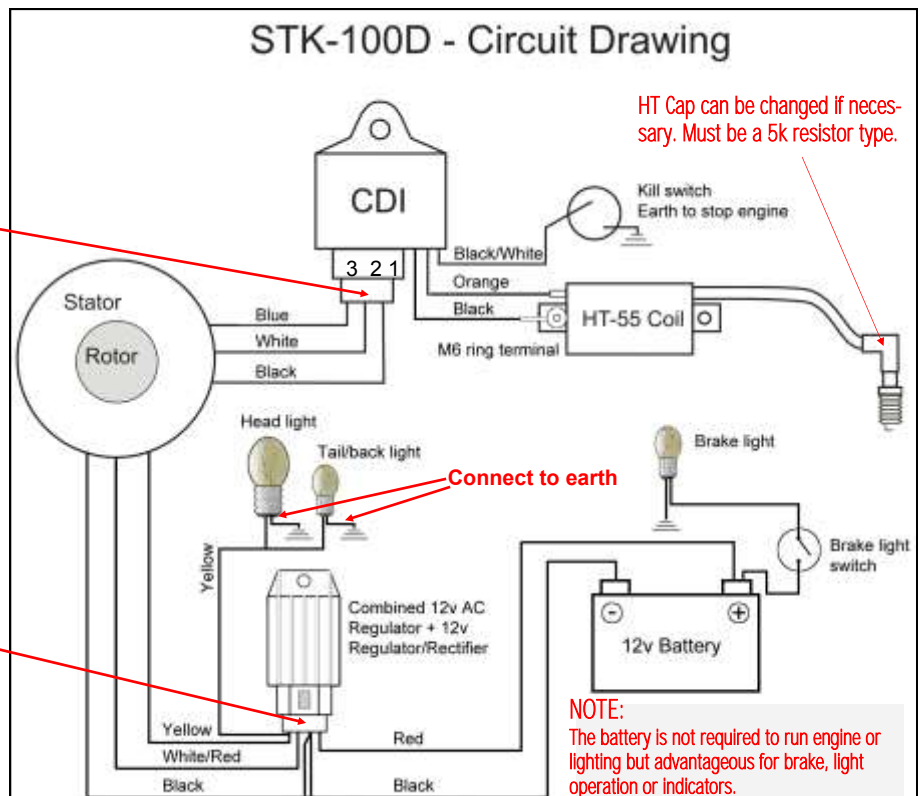 STK-100D - Circuit Drawing
HT Cap can be changed if neces-
sary. Must be a 5k resistor type.
CDI
Kill switch
Earth to stop engine
3 2 1
Black/White
Orange
Black
HT-55 Coil
M6 ring terminal
Stator
Rotor
Blue
White
Black
Head light
Tail/back light
Connect to earth
Brake light
Brake light
switch
Yellow
Combined 12v AC
Regulator + 12v
Regulator/Rectifier
- +
12v Battery
Yellow
White/Red
Black
Red
Black
NOTE:
The battery is not required to run engine or
lighting but advantageous for brake, light
operation or indicators.